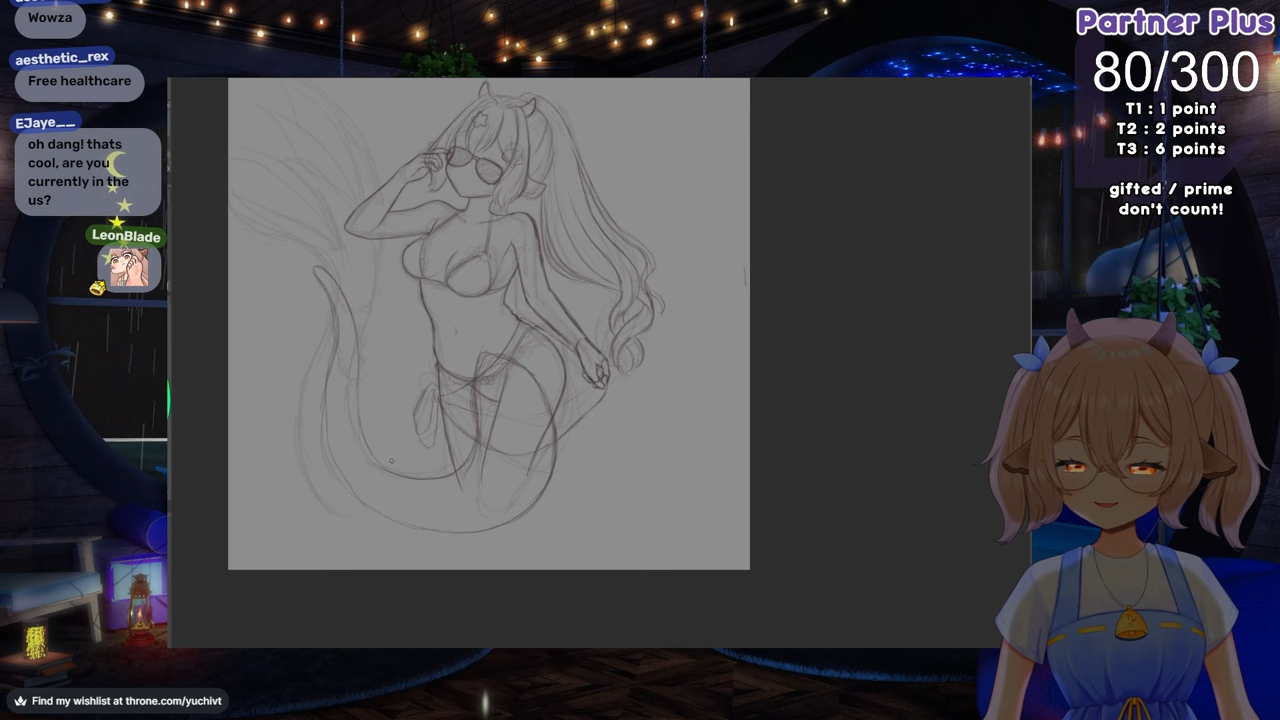 Wowza
aesthetic_rex
Free healthcare
EJaye__
oh dang! thats
cool, are you
currently in the
us?
LeonBlade
Find my wishlist at throne.com/yuchivt
Partner Plus
80/300
T1 : 1 point
T2 : 2 points
T3 : 6 points
gifted / prime
don't count!